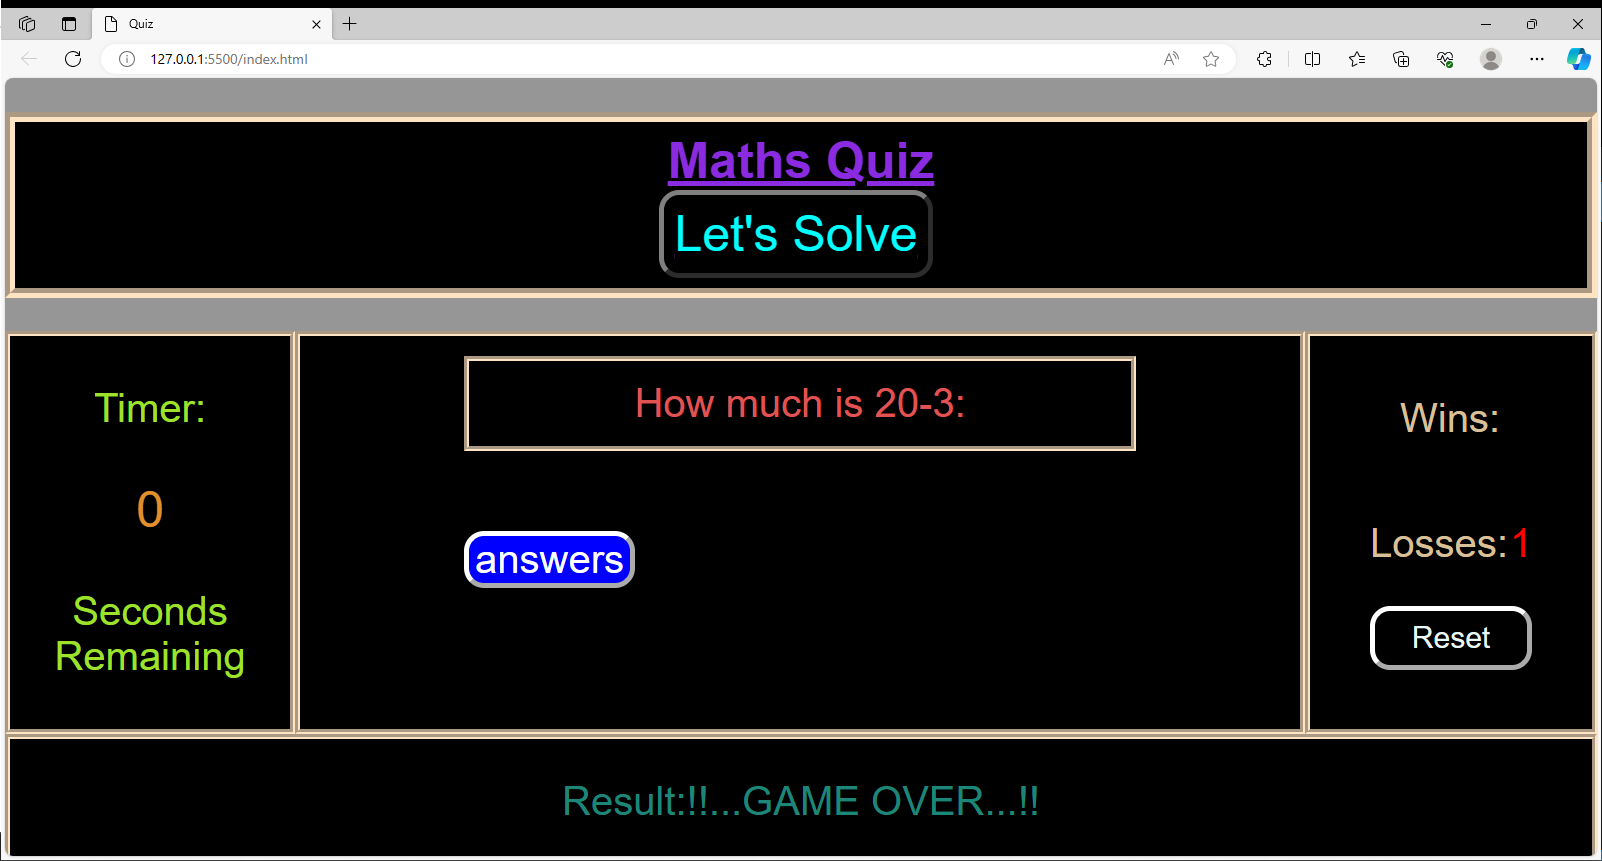 Quiz
127.0.0.1:5500/index.html
Maths Quiz
Let's Solve
Timer:
0
Seconds
Remaining
How much is 20-3:
answers
Wins:
Losses:1
Reset
Result:!!...GAME OVER...!!